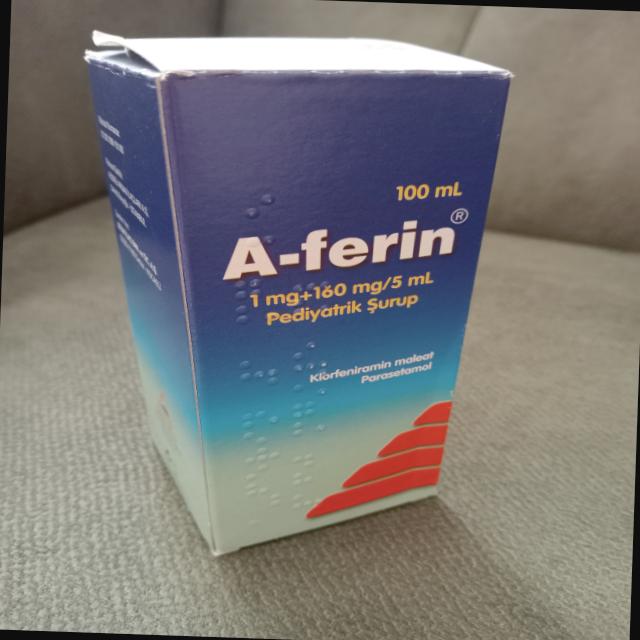 100 mL
A-ferin®
1 mg+160 mg/5 mL
Pediyatrik Şurup
Klorfeniramin maleat
Parasetamol